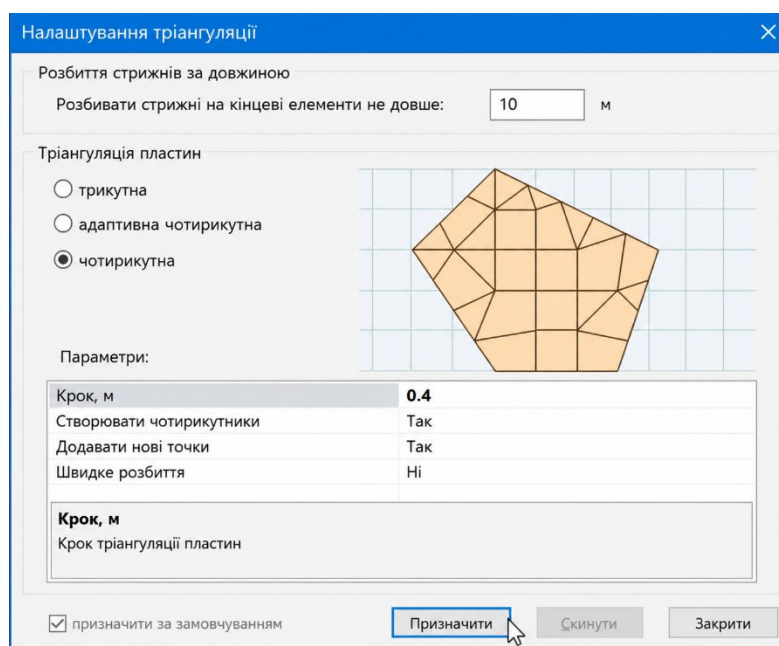 Налаштування тріангуляції
Розбиття стрижнів за довжиною
Розбивати стрижні на кінцеві елементи не довше: 10 м
Тріангуляція пластин
трикутна
адаптивна чотирикутна
чотирикутна
Параметри:
Крок, м 0.4
Створювати чотирикутники Так
Додавати нові точки Так
Швидке розбиття Ні
Крок, м
Крок тріангуляції пластин
призначити за замовчуванням Призначити Скинути Закрити